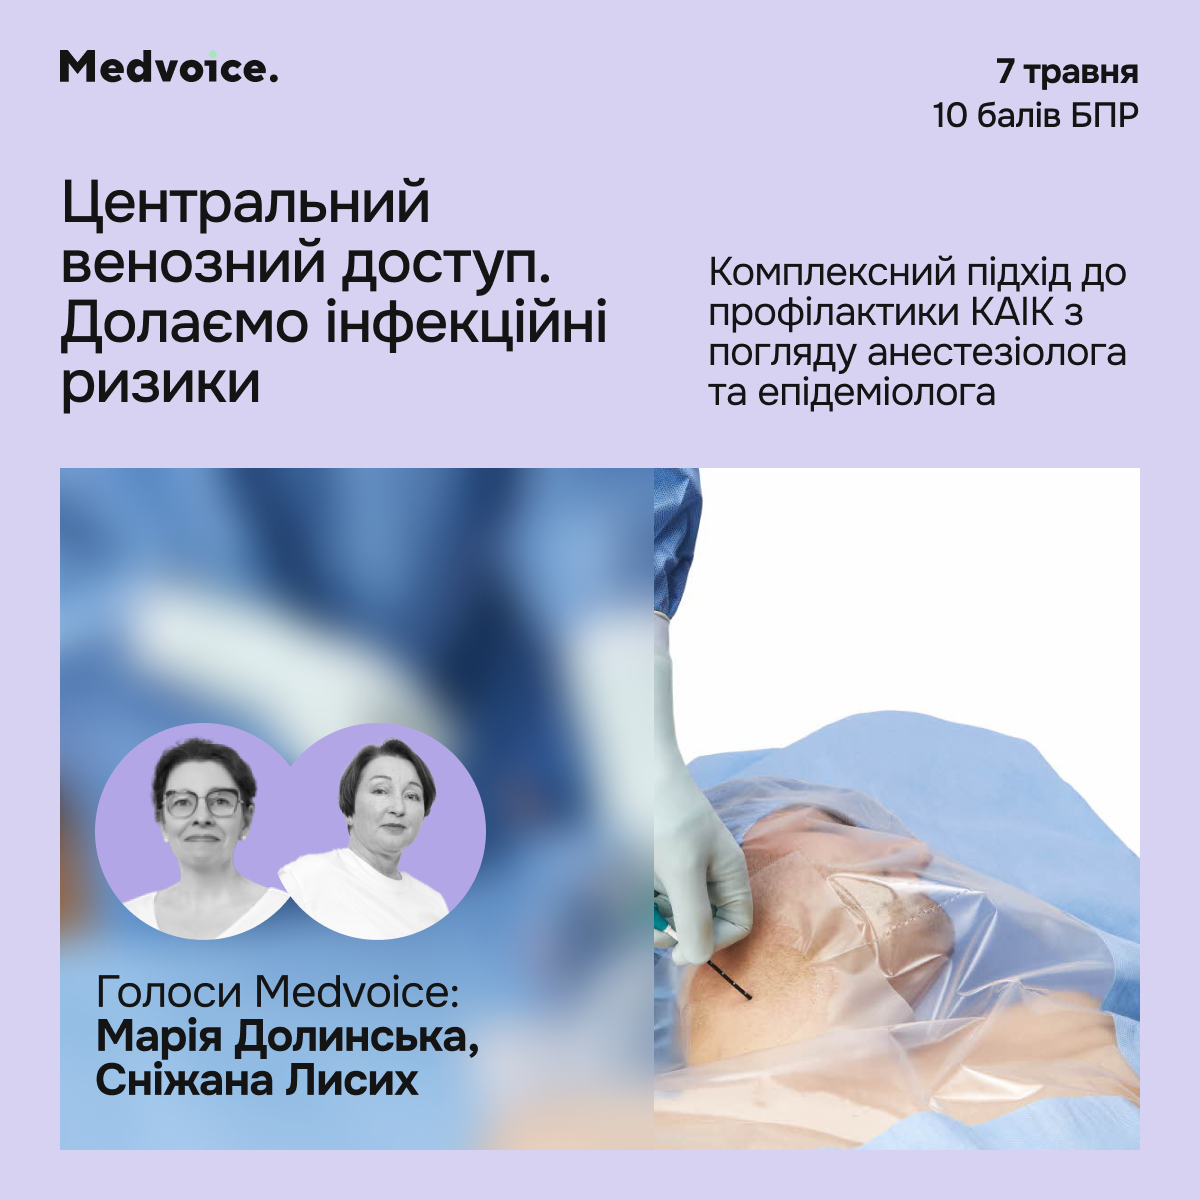 Medvoice.
7 травня
10 балів БПР
Центральний
венозний доступ.
Долаємо інфекційні
ризики
Комплексний підхід до
профілактики КАІК з
погляду анестезіолога
та епідеміолога
Голоси Medvoice:
Марія Долинська,
Сніжана Лисих